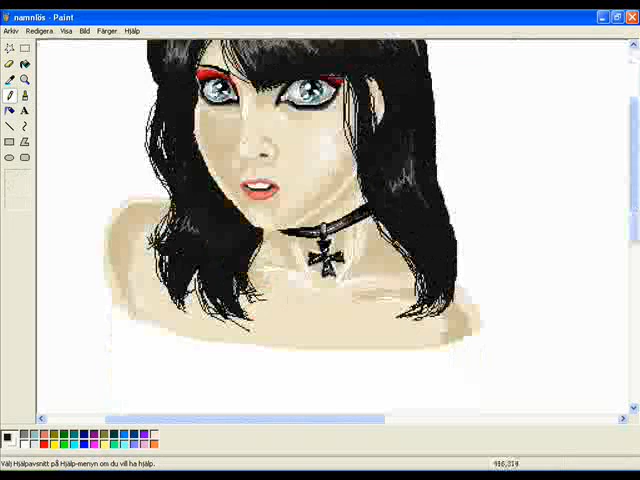 namnlös - Paint
Arkiv Redigera Visa Bild Färger Hjälp
A
Välj Hjälpavsnitt på Hjälp-menyn om du vill ha hjälp.